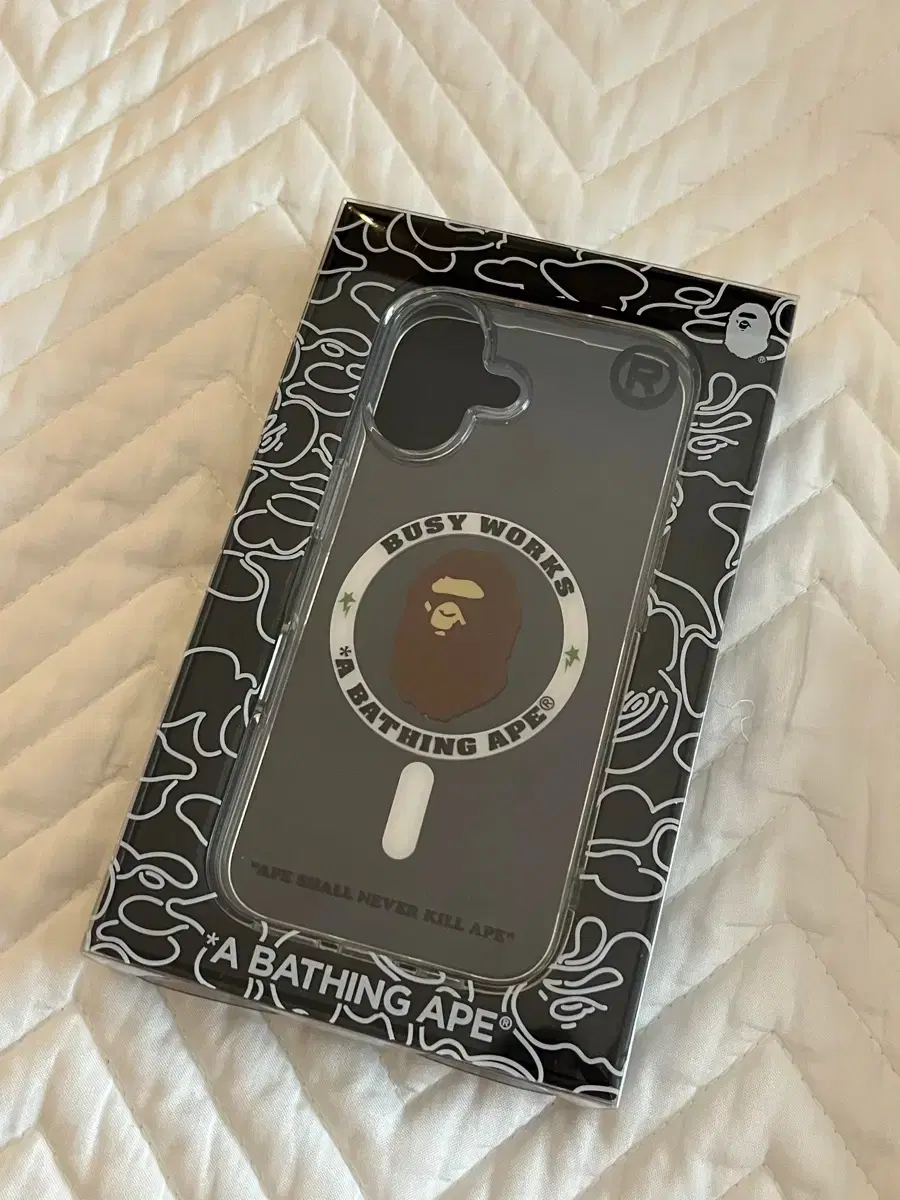 ®
R
BUSY WORKS
*A BATHING APE®
"APE SHALL NEVER KILL APE"
*A BATHING APE®